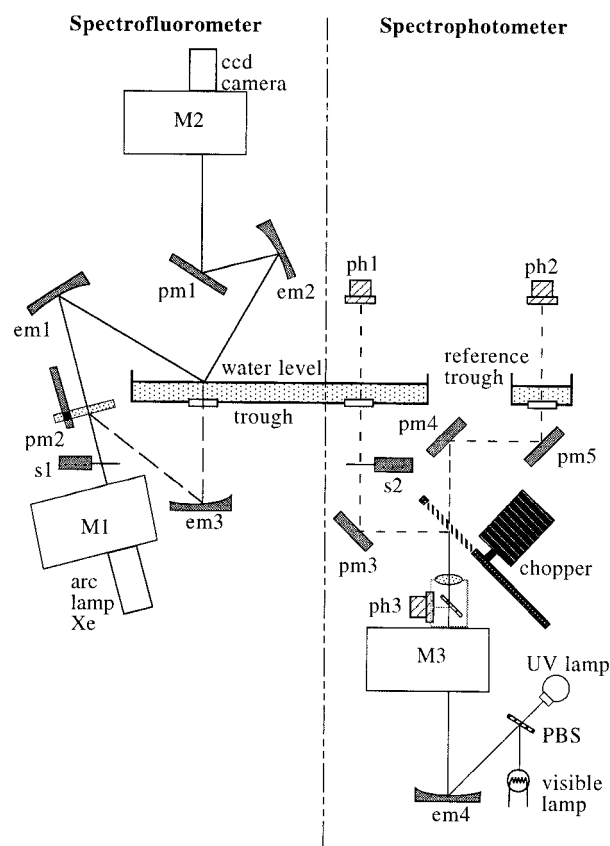 Spectrofluorometer
Spectrophotometer
ccd
camera
M2
pm1
em2
em1
ph1
ph2
water level
reference
trough
trough
pm2
pm4
pm5
s1
s2
em3
M1
pm3
chopper
arc
lamp
Xe
ph3
M3
UV lamp
PBS
visible
lamp
em4